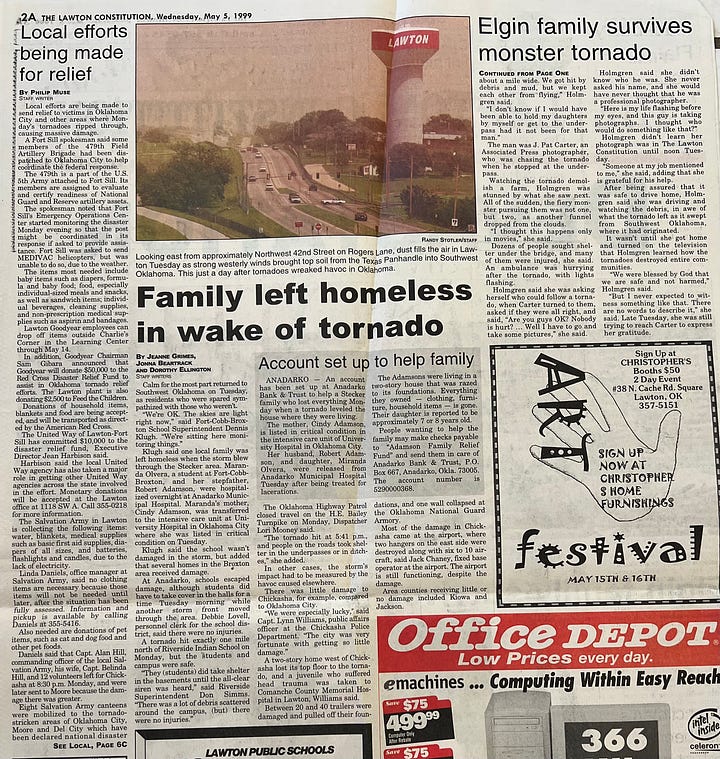 2A THE LAWTON CONSTITUTION, Wednesday, May 5, 1999
Local efforts
being made
for relief
BY PHILIP MUSE
STAFF WRITER
Local efforts are being made
to send relief to victims in Oklahoma
City and other areas where Mon-
day's tornadoes ripped through,
causing massive damage.
A Fort Sill spokesman said some
members of the 479th Field
Artillery Brigade had been dis-
patched to Oklahoma City to help
coordinate the federal response.
The 479th is a part of the U.S.
5th Army attached to Fort Sill. Its
members are assigned to evaluate
and certify readiness of National
Guard and Reserve artillery assets.
The spokesman noted that Fort
Sill's Emergency Operations Cen-
ter started monitoring the disaster
Monday evening so that the post
might be coordinated in its
response if asked to provide assis-
tance. Fort Sill was asked to send
MEDIVAC helicopters, but was
unable to do so, due to the weather.
The items most needed include
baby items such as diapers, formu-
la and baby food, food, especially
individual-sized meals and snacks,
as well as sandwich items; individ-
ual beverages, cleaning supplies,
and non-prescription medical sup-
plies such as aspirin and bandages.
Lawton Goodyear employees can
drop off items outside Charlie's
Corner in the Learning Center
through May 14.
In addition, Goodyear Chairman
Sam Gibara announced that
Goodyear will donate $50,000 to the
Red Cross Disaster Relief Fund to
assist in Oklahoma tornado relief
efforts. The Lawton plant is also
donating $2,500 to Feed the Children.
Donations of household items,
blankets and food are being accept-
ed, and will be transported as direct-
ed by the American Red Cross.
The United Way of Lawton-Fort
Sill has committed $10,000 to the
disaster relief fund, Executive
Director Joan Harbison said.
Harbison said the local United
Way agency has also taken a major
role in getting other United Way
agencies across the state involved
in the effort. Monetary donations
will be accepted at the Lawton
office at 1118 SW A. Call 355-0218
for more information.
The Salvation Army in Lawton
is collecting the following items:
water, blankets, medical supplies
such as basic first aid supplies, dia-
pers of all sizes, and batteries,
flashlights and candles, due to the
lack of electricity.
Linda Daniels, office manager at
Salvation Army, said no clothing
items are necessary because those
items will not be needed until
later, after the situation has been
re-assessed. Information and
pickup is available by calling
Daniels at 355-5416.
Also needed are donations of pet
items, such as cat and dog food and
other pet foods.
Daniels said that Capt. Alan Hill,
commanding officer of the local Sal-
vation Army, his wife, Capt. Belinda
Hill, and 12 volunteers left for Chick-
asha at 8:30 p.m. Monday, and were
later sent to Moore because the dam-
age there was greater.
Eight Salvation Army canteens
were mobilized to the tornado-
stricken areas of Oklahoma City,
Moore and Del City which have
been declared national disaster
SEE LOCAL, PAGE 6C
LAWTON
RANDY STOTLER/STAFF
Looking east from approximately Northwest 42nd Street on Rogers Lane, dust fills the air in Law-
ton Tuesday as strong westerly winds brought top soil from the Texas Panhandle into Southwest
Oklahoma. This just a day after tornadoes wreaked havoc in Oklahoma.
Family left homeless
in wake of tornado
BY JEANNE GRIMES,
JONNA BEARTRACK
AND DOROTHY ELLINGTON
STAFF WRITERS
Calm for the most part returned to
Southwest Oklahoma on Tuesday,
as residents who were spared sym-
pathized with those who weren't.
"We're OK. The skies are light
right now," said Fort-Cobb-Brox-
ton School Superintendent Dennis
Klugh. "We're sitting here moni-
toring things."
Klugh said one local family was
left homeless when the storm blew
through the Stecker area. Maran-
da Olvera, a student at Fort-Cobb-
Broxton, and her stepfather,
Robert Adamson, were hospital-
ized overnight at Anadarko Munic-
ipal Hospital. Maranda's mother,
Cindy Adamson, was transferred
to the intensive care unit at Univer-
sity Hospital in Oklahoma City
where she was listed in critical
condition on Tuesday.
Klugh said the school wasn't
damaged in the storm, but added
that several homes in the Broxton
area received damage.
At Anadarko, schools escaped
damage, although students did
have to take cover in the halls for a
time Tuesday morning while
another storm front moved
through the area. Debbie Lovell,
personnel clerk for the school dis-
trict, said there were no injuries.
A tornado hit exactly one mile
north of Riverside Indian School on
Monday, but the students and
campus were safe.
"They (students) did take shelter
in the basements until the all-clear
siren was heard," said Riverside
Superintendent Don Simms.
"There was a lot of debris scattered
around the campus, (but) there
were no injuries."
Account set up to help family
ANADARKO — An account
has been set up at Anadarko
Bank & Trust to help a Stecker
family who lost everything Mon-
day when a tornado leveled the
house where they were living.
The mother, Cindy Adamson,
is listed in critical condition in
the intensive care unit of Univer-
sity Hospital in Oklahoma City.
Her husband, Robert Adam-
son, and daughter, Miranda
Olvera, were released from
Anadarko Municipal Hospital
Tuesday after being treated for
lacerations.
The Adamsons were living in a
two-story house that was razed
to its foundations. Everything
they owned — clothing, furni-
ture, household items — is gone.
Their daughter is reported to be
approximately 7 or 8 years old.
People wanting to help the
family may make checks payable
to "Adamson Family Relief
Fund" and send them in care of
Anadarko Bank & Trust, P.O.
Box 667, Anadarko, Okla. 73005.
The account number is
5290000368.
The Oklahoma Highway Patrol
closed travel on the H.E. Bailey
Turnpike on Monday, Dispatcher
Lori Mooney said.
"The tornado hit at 5:41 p.m.,
and people on the roads took shel-
ter in the underpasses or in ditch-
es," she added.
In other cases, the storm's
impact had to be measured by the
havoc caused elsewhere.
There was little damage to
Chickasha, for example, compared
to Oklahoma City.
"We were especially lucky," said
Capt. Lynn Williams, public affairs
officer at the Chickasha Police
Department. "The city was very
fortunate with getting so little
damage."
A two-story home west of Chick-
asha lost its top floor to the torna-
do, and a juvenile who suffered
head trauma was taken to
Comanche County Memorial Hos-
pital in Lawton, Williams said.
Between 20 and 40 trailers were
damaged and pulled off their foun-
dations, and one wall collapsed at
the Oklahoma National Guard
Armory.
Most of the damage in Chick-
asha came at the airport, where
two hangers on the east side were
destroyed along with six to 10 air-
craft, said Jack Chaney, fixed base
operator at the airport. The airport
is still functioning, despite the
damage.
Area counties receiving little or
no damage included Kiowa and
Jackson.
Elgin family survives
monster tornado
CONTINUED FROM PAGE ONE
about a mile wide. We got hit by
debris and mud, but we kept
each other from flying," Holm-
gren said.
"I don't know if I would have
been able to hold my daughters
by myself or get to the under-
pass had it not been for that
man."
The man was J. Pat Carter, an
Associated Press photographer,
who was chasing the tornado
when he stopped at the under-
pass.
Watching the tornado demol-
ish a farm, Holmgren was
stunned by what she saw next.
All of the sudden, the fiery mon-
ster pursuing them was not one,
but two, as another funnel
dropped from the clouds.
"I thought this happens only
in movies," she said.
Dozens of people sought shel-
ter under the bridge, and many
of them were injured, she said.
An ambulance was hurrying
after the tornado, with lights
flashing.
Holmgren said she was asking
herself who could follow a torna-
do, when Carter turned to them,
asked if they were all right, and
said, "Are you guys OK? Nobody
is hurt? ... Well I have to go and
take some pictures," she said.
Holmgren said she didn't
know who he was. She never
asked his name, and she would
have never thought that he was
a professional photographer.
"Here is my life flashing before
my eyes, and this guy is taking
photographs. I thought who
would do something like that?"
Holmgren didn't learn her
photograph was in The Lawton
Constitution until noon Tues-
day.
"Someone at my job mentioned
to me," she said, adding that she
is grateful for his help.
After being assured that it was
safe to drive home, Holm-
gren said she was driving and
watching the debris, in awe of
what the tornado left as it swept
from Southwest Oklahoma,
where it had originated.
It wasn't until she got home
and turned on the television
that Holmgren learned how the
tornadoes destroyed entire com-
munities.
"We were blessed by God that
we are safe and not harmed,"
Holmgren said.
"But I never expected to wit-
ness something like that. There
are no words to describe it," she
said. Late Tuesday, she was still
trying to reach Carter to express
her gratitude.
Sign Up at
CHRISTOPHER'S
Booths $50
2 Day Event
#38 N. Cache Rd. Square
Lawton, OK
357-5151
ART
SIGN UP
NOW AT
CHRISTOPHER
S HOME
FURNISHINGS
festival
MAY 15TH & 16TH
Office DEPOT
Low Prices every day.
emachines ... Computing Within Easy Reach
Save $75
499.99
Computer Only
After Rebate
Save $75
366
intel inside
celeron
LAWTON PUBLIC SCHOOLS